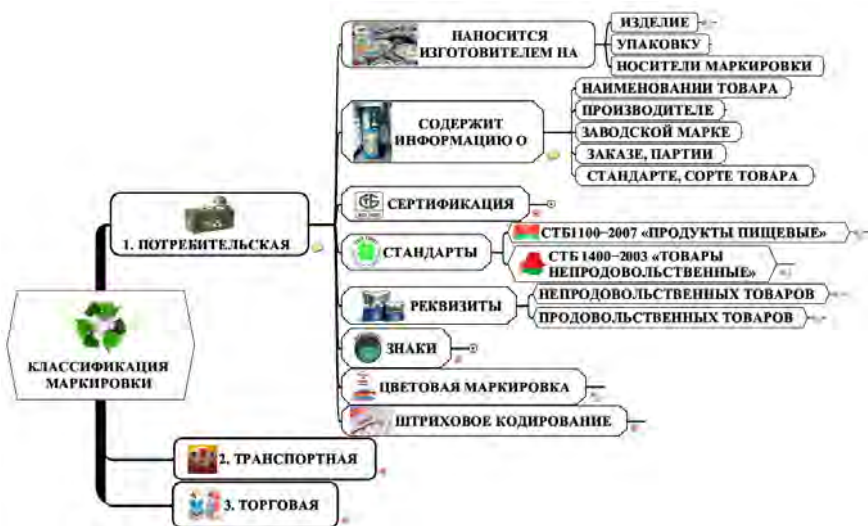 НАНОСИТСЯ
ИЗГОТОВИТЕЛЕМ НА
ИЗДЕЛИЕ
УПАКОВКУ
НОСИТЕЛИ МАРКИРОВКИ
СОДЕРЖИТ
ИНФОРМАЦИЮ О
НАИМЕНОВАНИИ ТОВАРА
ПРОИЗВОДИТЕЛЕ
ЗАВОДСКОЙ МАРКЕ
ЗАКАЗЕ, ПАРТИИ
СТАНДАРТЕ, СОРТЕ ТОВАРА
1. ПОТРЕБИТЕЛЬСКАЯ
СЕРТИФИКАЦИЯ
СТАНДАРТЫ
СТБ1100–2007 «ПРОДУКТЫ ПИЩЕВЫЕ»
СТБ 1400–2003 «ТОВАРЫ
НЕПРОДОВОЛЬСТВЕННЫЕ»
РЕКВИЗИТЫ
НЕПРОДОВОЛЬСТВЕННЫХ ТОВАРОВ
ПРОДОВОЛЬСТВЕННЫХ ТОВАРОВ
ЗНАКИ
КЛАССИФИКАЦИЯ
МАРКИРОВКИ
ЦВЕТОВАЯ МАРКИРОВКА
ШТРИХОВОЕ КОДИРОВАНИЕ
2. ТРАНСПОРТНАЯ
3. ТОРГОВАЯ